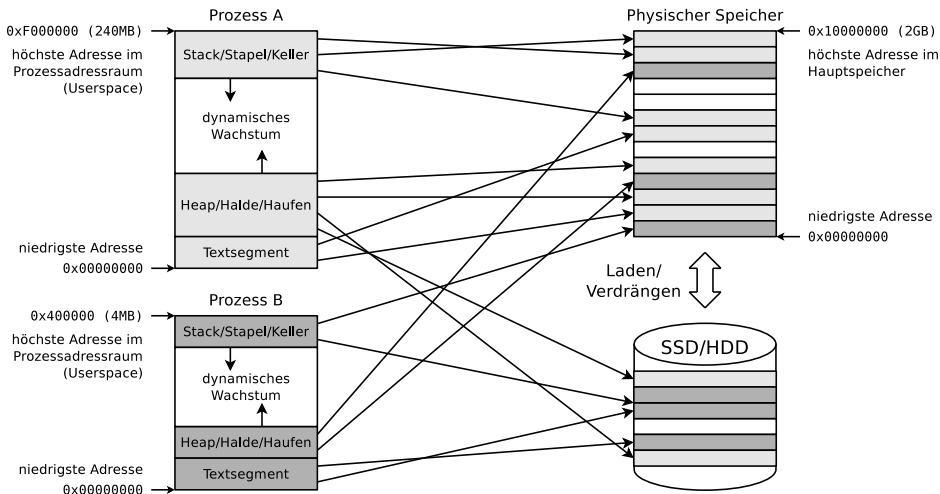 Prozess A
0xF000000 (240MB)
höchste Adresse im
Prozessadressraum
(Userspace)
Stack/Stapel/Keller
dynamisches
Wachstum
Heap/Halde/Haufen
Textsegment
niedrigste Adresse
0x00000000
Prozess B
0x400000 (4MB)
höchste Adresse im
Prozessadressraum
(Userspace)
Stack/Stapel/Keller
dynamisches
Wachstum
Heap/Halde/Haufen
Textsegment
niedrigste Adresse
0x00000000
Physischer Speicher
0x10000000 (2GB)
höchste Adresse im
Hauptspeicher
niedrigste Adresse
0x00000000
Laden/
Verdrängen
SSD/HDD